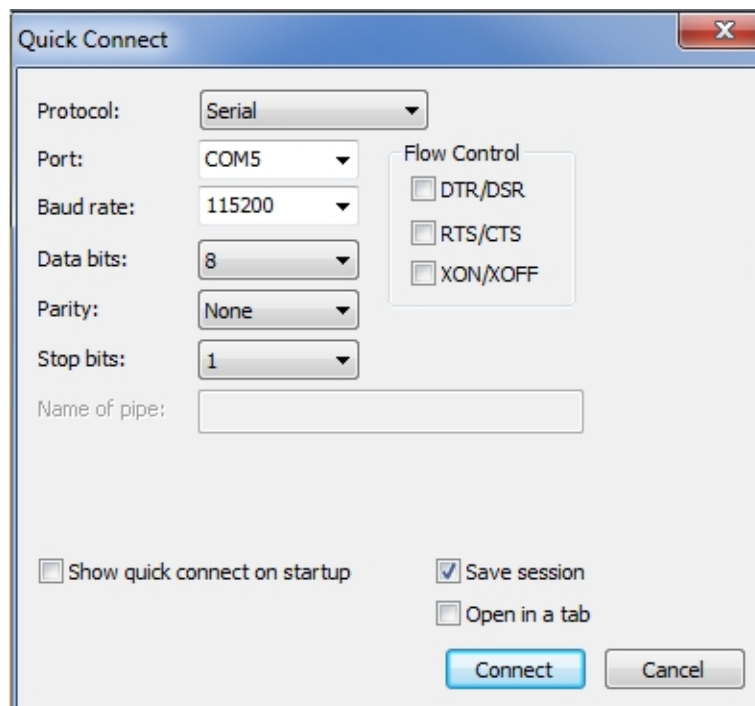 Quick Connect
Protocol: Serial
Port: COM5
Flow Control
DTR/DSR
Baud rate: 115200
RTS/CTS
Data bits: 8
XON/XOFF
Parity: None
Stop bits: 1
Name of pipe:
Show quick connect on startup
Save session
Open in a tab
Connect
Cancel